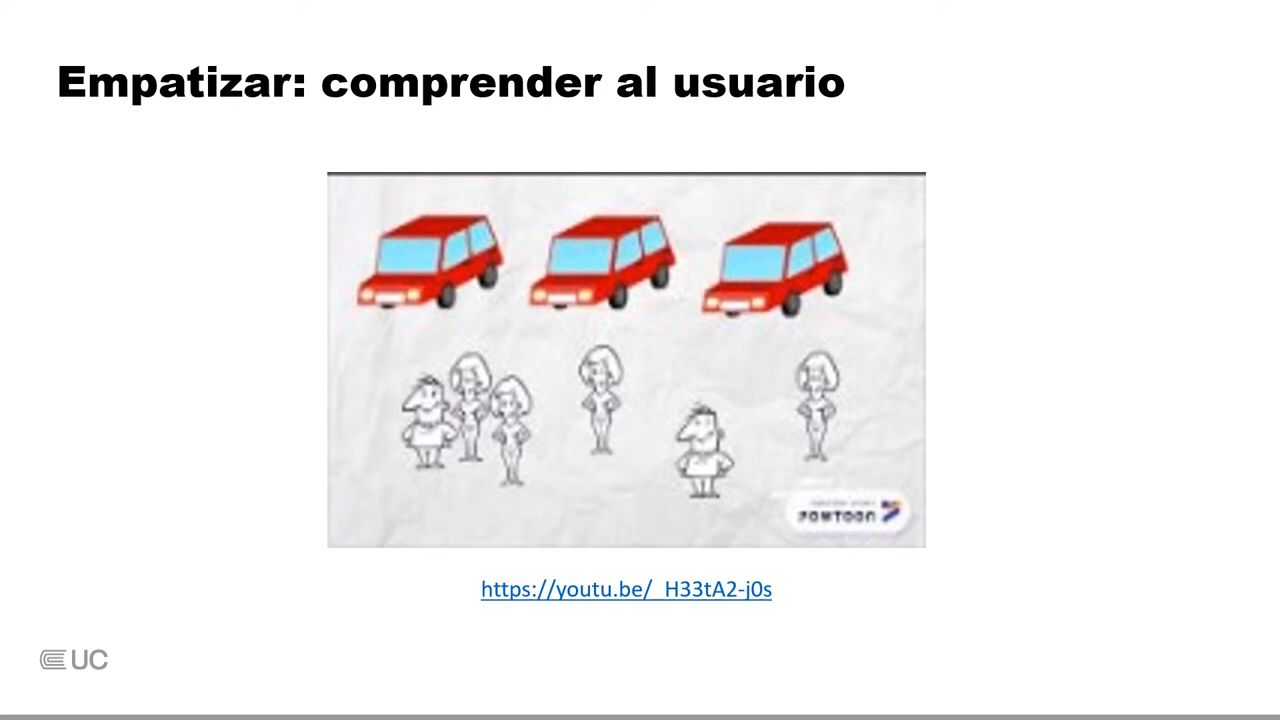 Empatizar: comprender al usuario
POWTOON
https://youtu.be/_H33tA2-j0s
UC